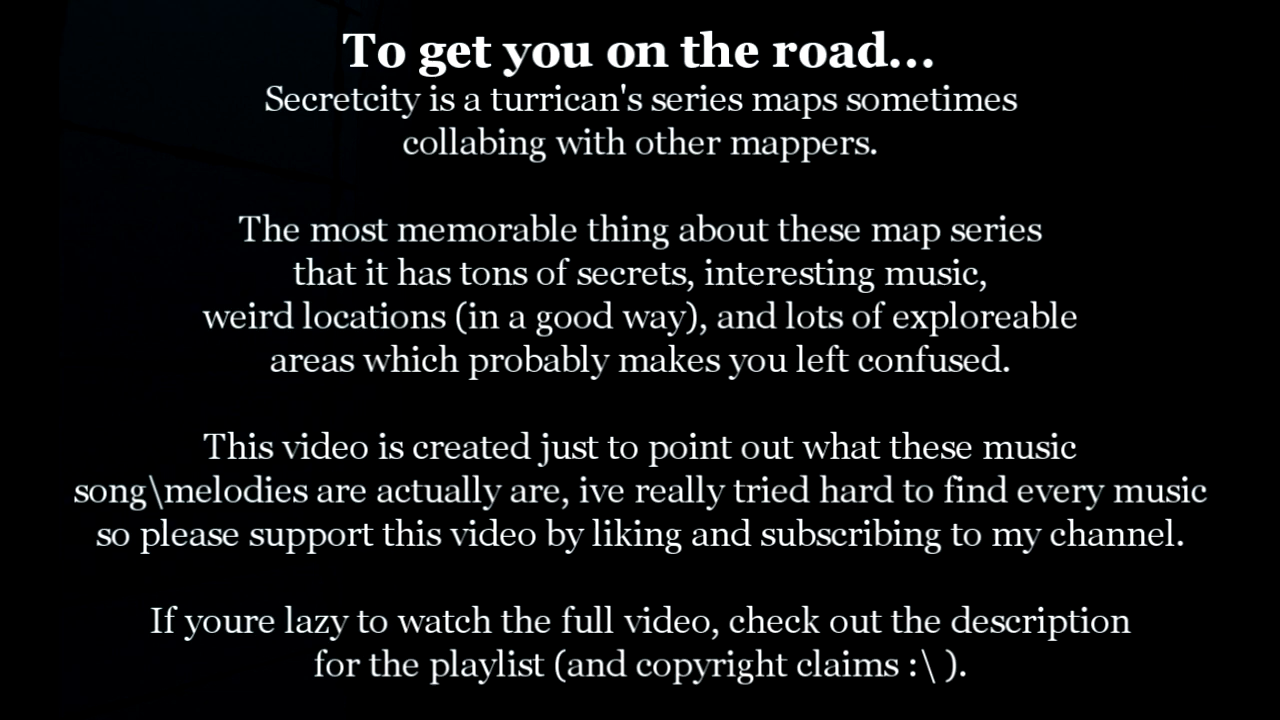 To get you on the road...
Secretcity is a turrican's series maps sometimes
collabing with other mappers.
The most memorable thing about these map series
that it has tons of secrets, interesting music,
weird locations (in a good way), and lots of exploreable
areas which probably makes you left confused.
This video is created just to point out what these music
song\melodies are actually are, ive really tried hard to find every music
so please support this video by liking and subscribing to my channel.
If youre lazy to watch the full video, check out the description
for the playlist (and copyright claims :\ ).